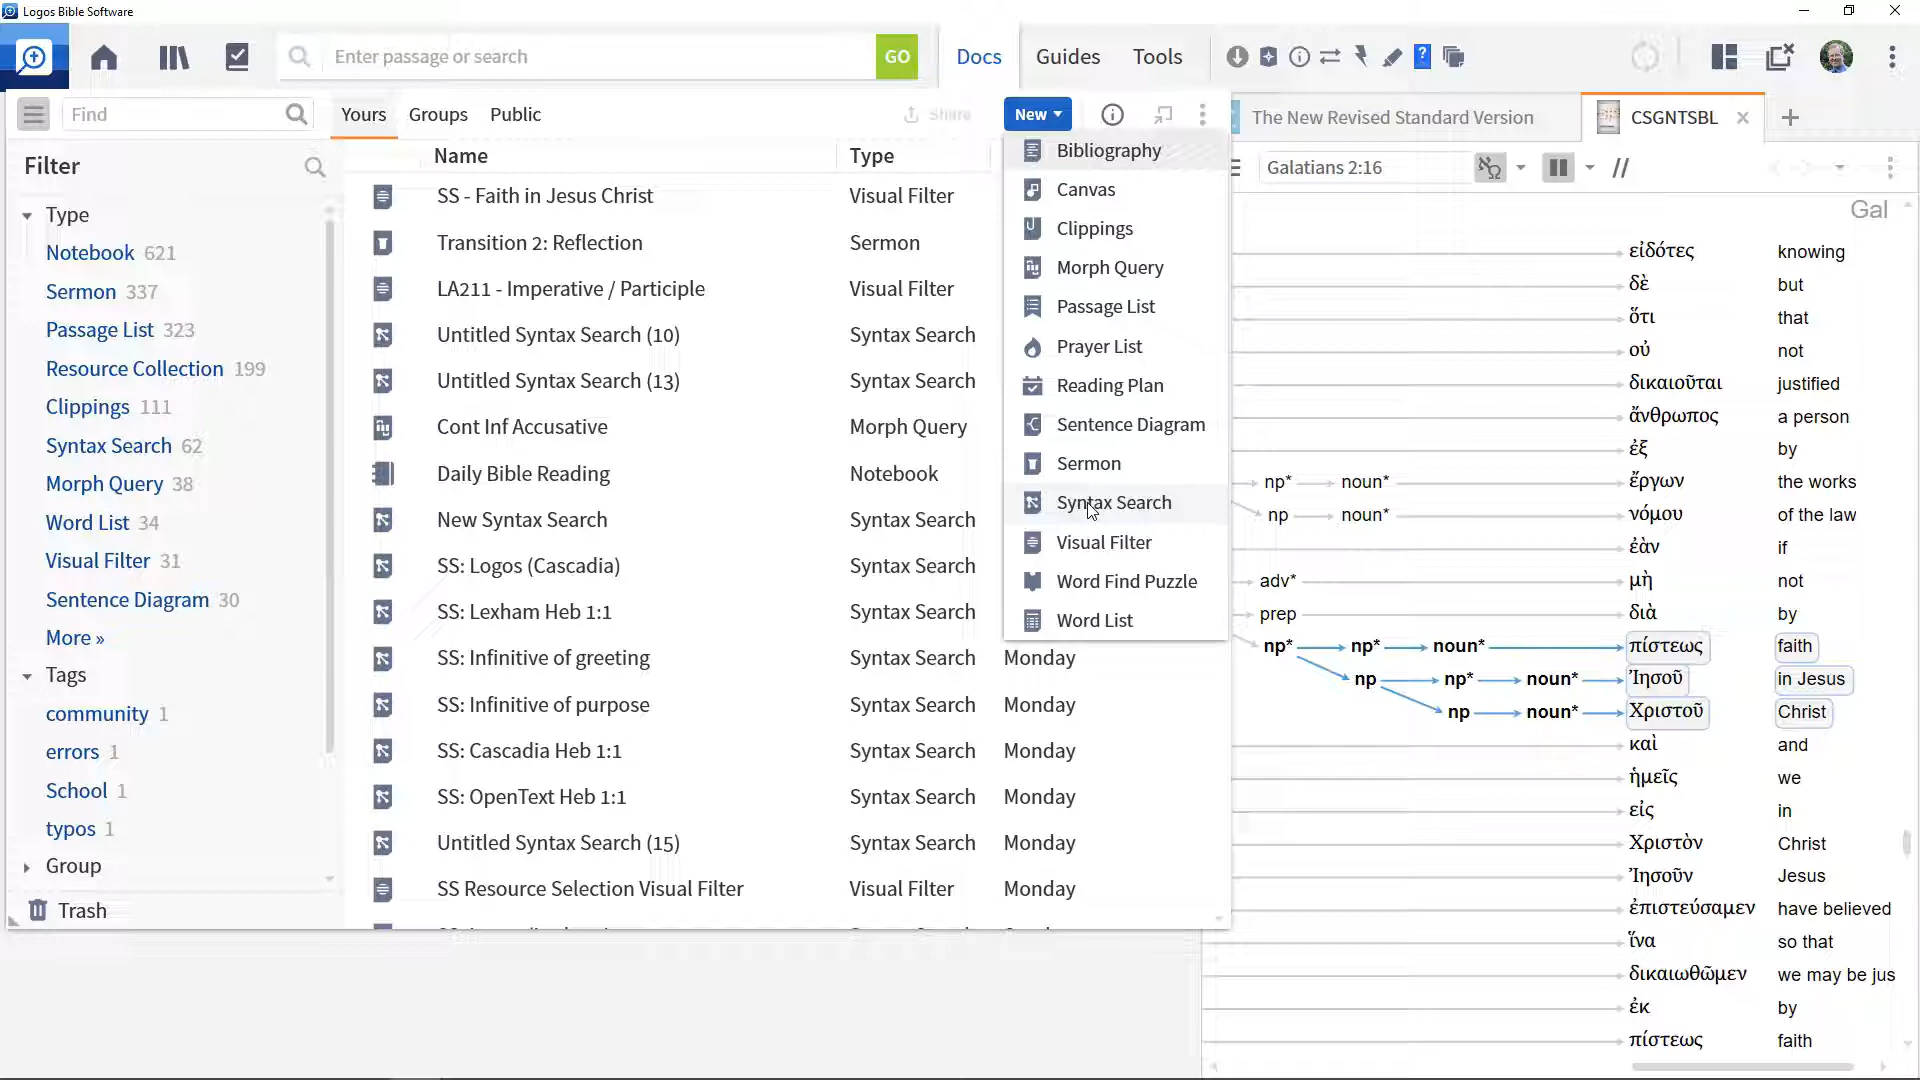 Logos Bible Software
Enter passage or search
GO
Docs
Guides
Tools
Find
Yours
Groups
Public
Share
New
The New Revised Standard Version
CSGNTSBL
Galatians 2:16
Gal
Filter
Type
Notebook 621
Sermon 337
Passage List 323
Resource Collection 199
Clippings 111
Syntax Search 62
Morph Query 38
Word List 34
Visual Filter 31
Sentence Diagram 30
More »
Tags
community 1
errors 1
School 1
typos 1
Group
Trash
Name Type
SS - Faith in Jesus Christ Visual Filter
Transition 2: Reflection Sermon
LA211 - Imperative / Participle Visual Filter
Untitled Syntax Search (10) Syntax Search
Untitled Syntax Search (13) Syntax Search
Cont Inf Accusative Morph Query
Daily Bible Reading Notebook
New Syntax Search Syntax Search
SS: Logos (Cascadia) Syntax Search
SS: Lexham Heb 1:1 Syntax Search
SS: Infinitive of greeting Syntax Search Monday
SS: Infinitive of purpose Syntax Search Monday
SS: Cascadia Heb 1:1 Syntax Search Monday
SS: OpenText Heb 1:1 Syntax Search Monday
Untitled Syntax Search (15) Syntax Search Monday
SS Resource Selection Visual Filter Visual Filter Monday
Bibliography
Canvas
Clippings
Morph Query
Passage List
Prayer List
Reading Plan
Sentence Diagram
Sermon
Syntax Search
Visual Filter
Word Find Puzzle
Word List
εἰδότες knowing
δὲ but
ὅτι that
οὐ not
δικαιοῦται justified
ἄνθρωπος a person
ἐξ by
np* noun* ἔργων the works
np noun* νόμου of the law
ἐὰν if
adv* μὴ not
prep διὰ by
np* np* noun* πίστεως faith
np np* noun* Ἰησοῦ in Jesus
np noun* Χριστοῦ Christ
καὶ and
ἡμεῖς we
εἰς in
Χριστὸν Christ
Ἰησοῦν Jesus
ἐπιστεύσαμεν have believed
ἵνα so that
δικαιωθῶμεν we may be jus
ἐκ by
πίστεως faith